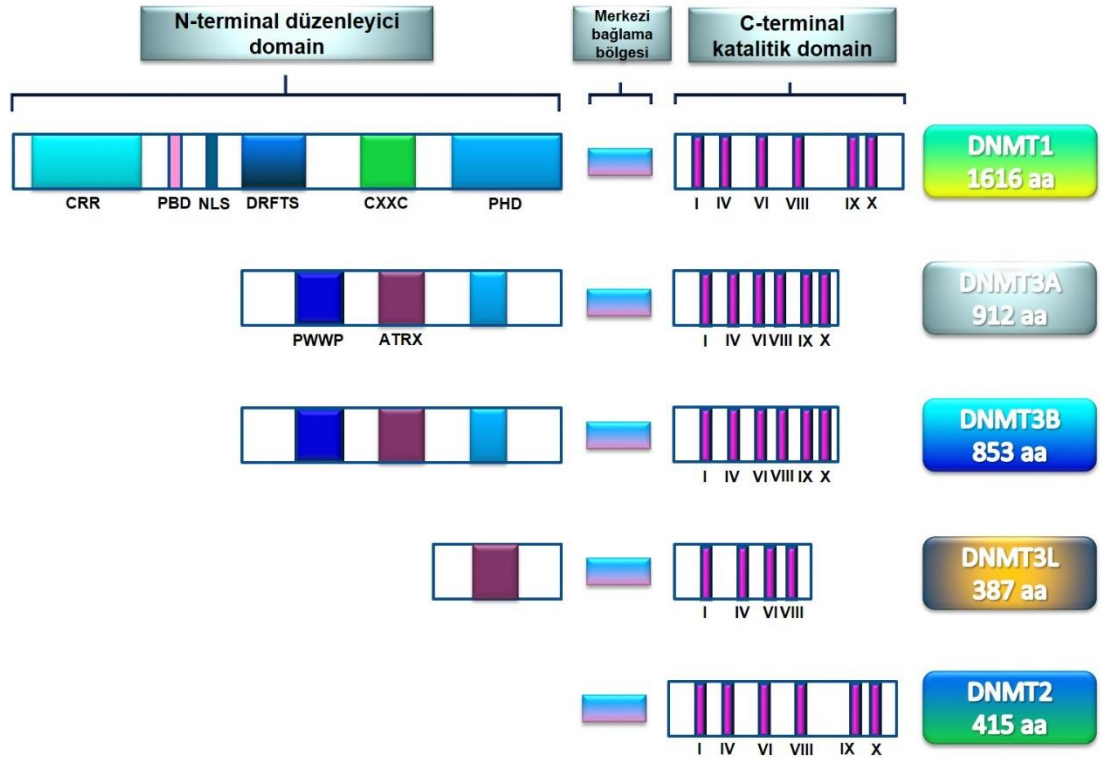 N-terminal düzenleyici
domain
Merkezi
bağlama
bölgesi
C-terminal
katalitik domain
CRR PBD NLS DRFTS CXXC PHD
I IV VI VIII IX X
DNMT1
1616 aa
PWWP ATRX
I IV VI VIII IX X
DNMT3A
912 aa
I IV VI VIII IX X
DNMT3B
853 aa
I IV VI VIII
DNMT3L
387 aa
I IV VI VIII IX X
DNMT2
415 aa